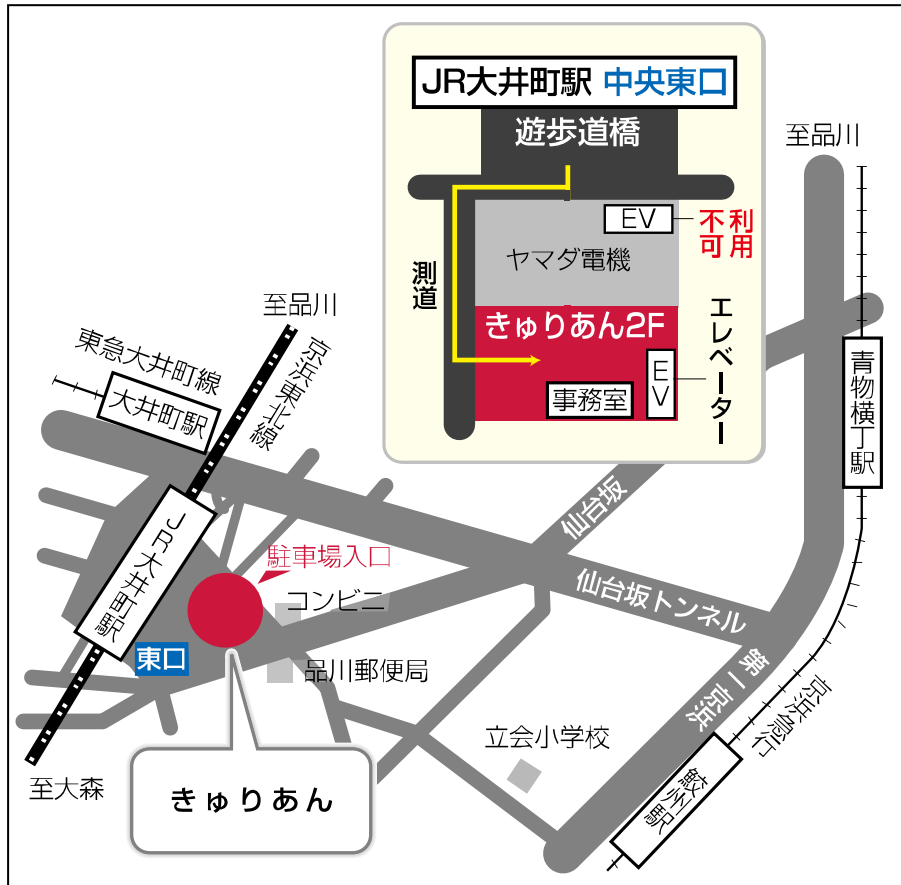 JR大井町駅 中央東口
遊歩道橋
EV
不可
利用
ヤマダ電機
測道
きゅりあん2F
EV
エレベーター
事務室
至品川
青物横丁駅
至品川
京浜東北線
東急大井町線
大井町駅
JR大井町駅
駐車場入口
コンビニ
東口
品川郵便局
仙台坂
仙台坂トンネル
第一京浜
京浜急行
立会小学校
鮫州駅
至大森
きゅりあん